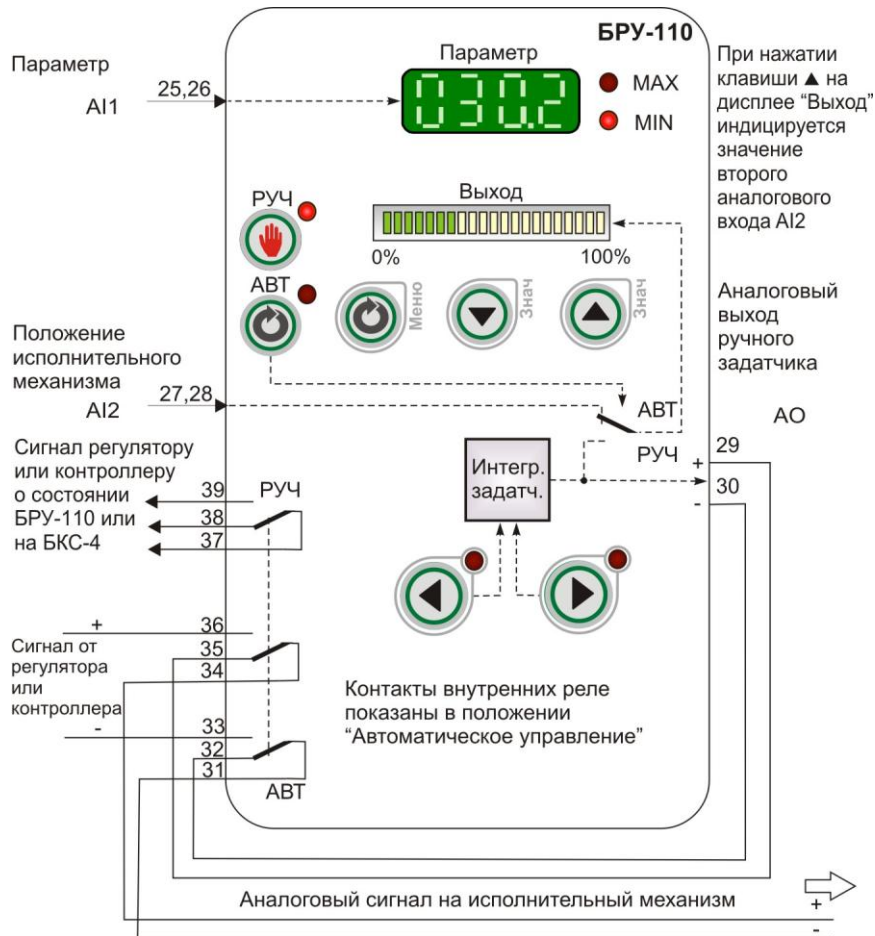 БРУ-110
Параметр
Параметр
AI1
25,26
030.2
MAX
MIN
При нажатии
клавиши ▲ на
дисплее “Выход”
индицируется
значение
второго
аналогового
входа AI2
Выход
0%
100%
РУЧ
АВТ
Меню
Знач
Знач
Аналоговый
выход
ручного
задатчика
Положение
исполнительного
механизма
AI2
27,28
АВТ
РУЧ
AO
29
+
30
-
Интегр.
задатч.
Сигнал регулятору
или контроллеру
о состоянии
БРУ-110 или
на БКС-4
39
38
37
РУЧ
+
36
35
34
Сигнал от
регулятора
или
контроллера
-
33
32
31
АВТ
Контакты внутренних реле
показаны в положении
“Автоматическое управление”
Аналоговый сигнал на исполнительный механизм
+
-